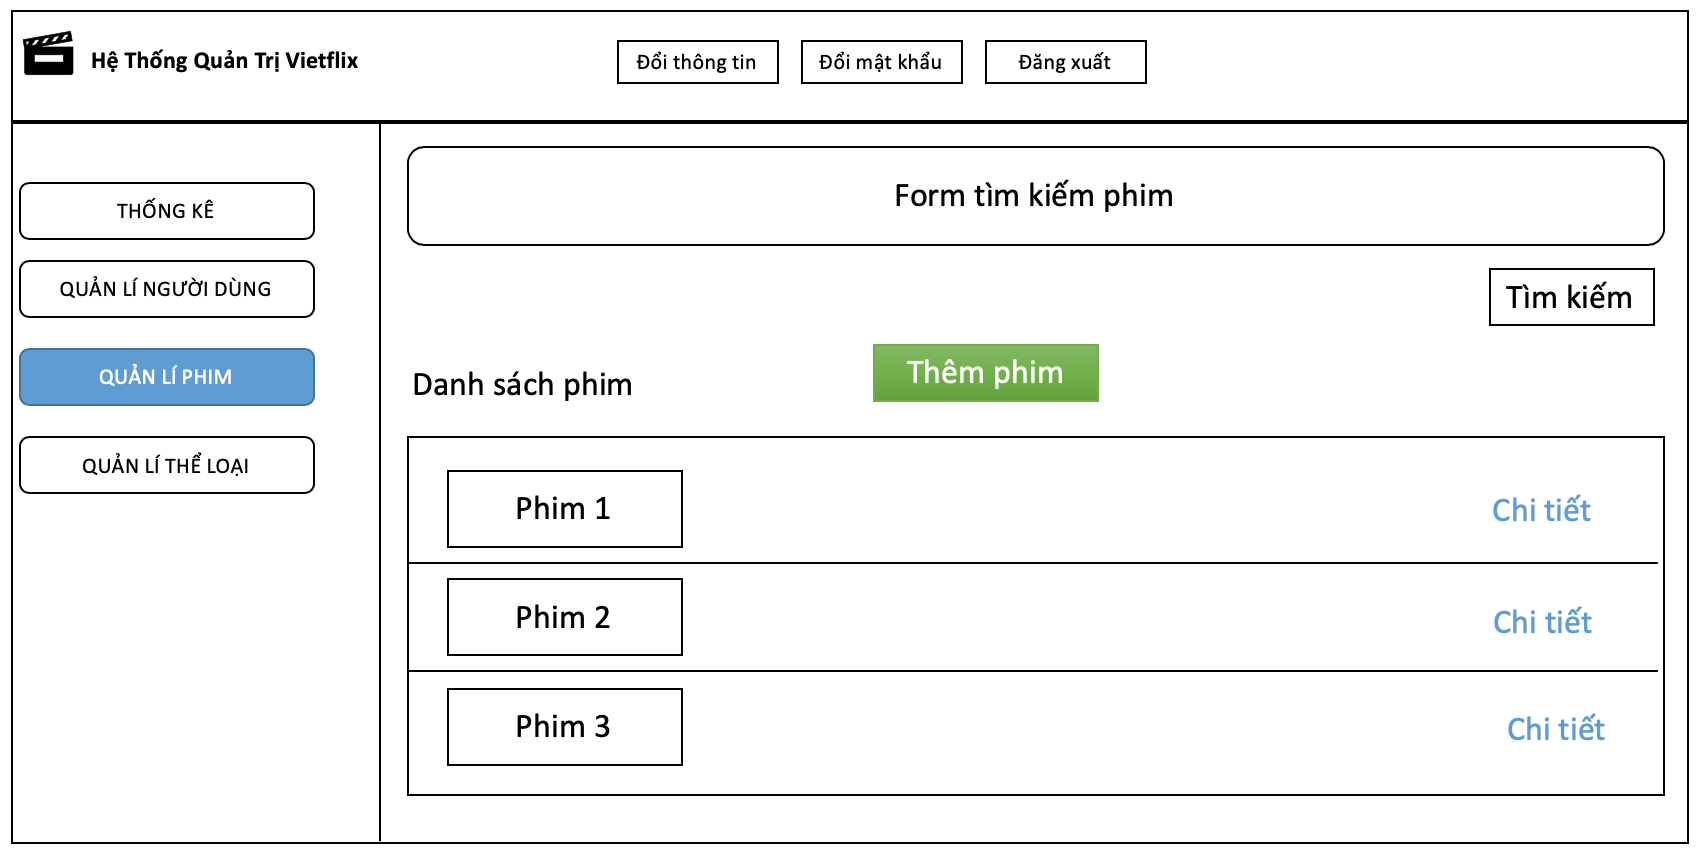 Hệ Thống Quản Trị Vietflix
Đổi thông tin
Đổi mật khẩu
Đăng xuất
THỐNG KÊ
QUẢN LÍ NGƯỜI DÙNG
QUẢN LÍ PHIM
QUẢN LÍ THỂ LOẠI
Form tìm kiếm phim
Tìm kiếm
Danh sách phim
Thêm phim
Phim 1
Chi tiết
Phim 2
Chi tiết
Phim 3
Chi tiết